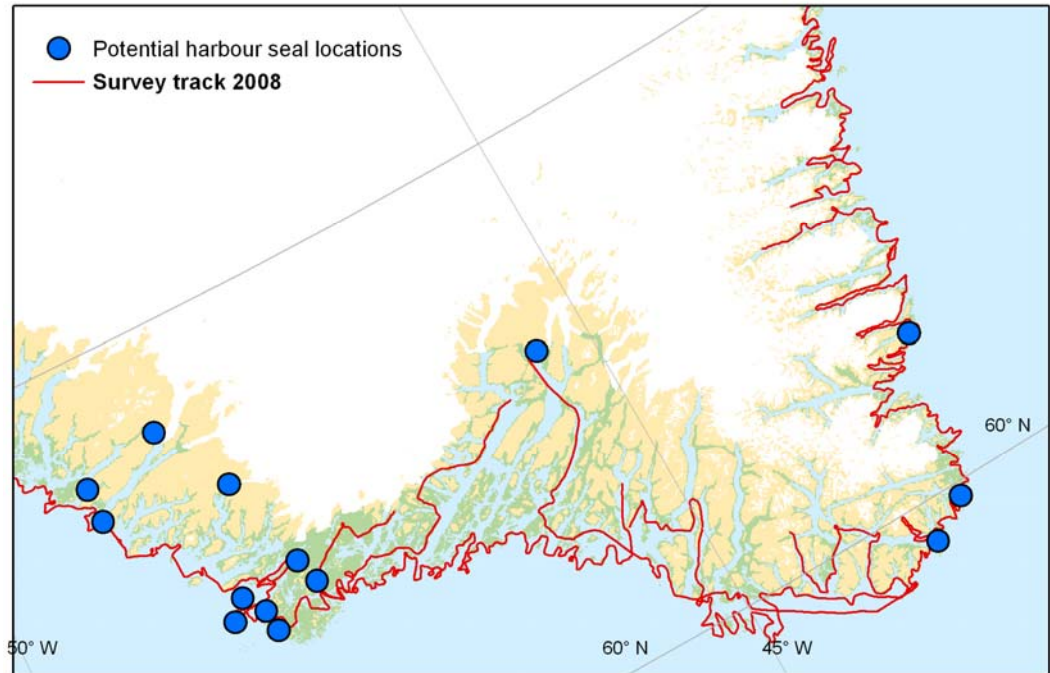 Potential harbour seal locations
Survey track 2008
60° N
50° W
60° N
45° W